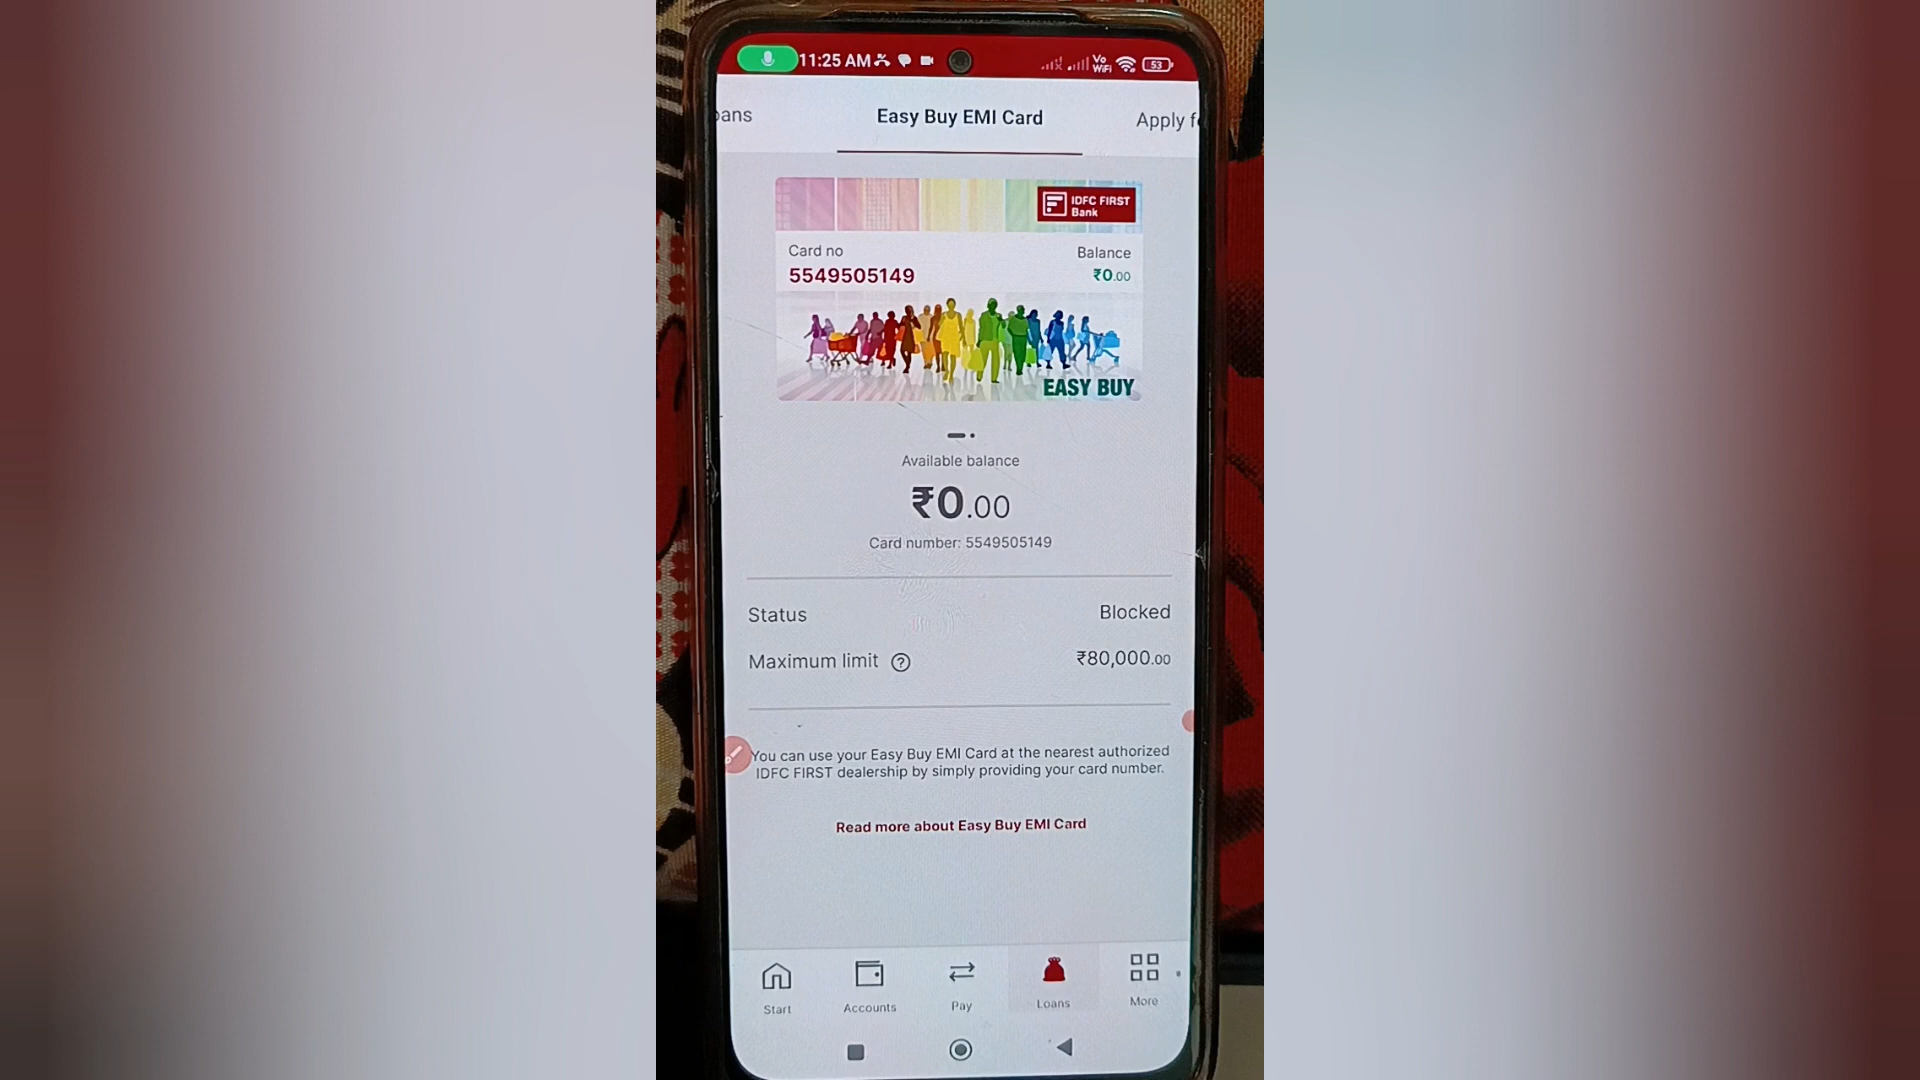 11:25 AM
Vo
WiFi
53
oans
Easy Buy EMI Card
Apply f
IDFC FIRST
Bank
Card no
Balance
5549505149
₹0.00
EASY BUY
Available balance
₹0.00
Card number: 5549505149
Status
Blocked
Maximum limit ?
₹80,000.00
You can use your Easy Buy EMI Card at the nearest authorized
IDFC FIRST dealership by simply providing your card number.
Read more about Easy Buy EMI Card
Start
Accounts
Pay
Loans
More